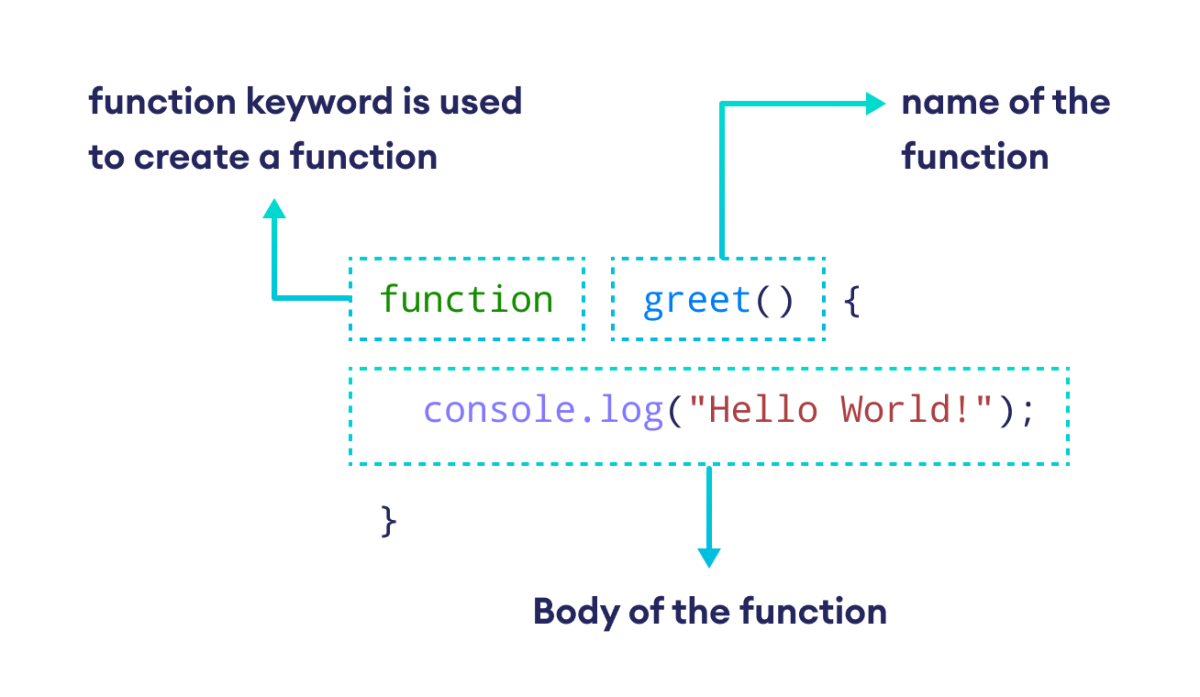 function keyword is used
to create a function
name of the
function
function greet() {
console.log("Hello World!");
}
Body of the function